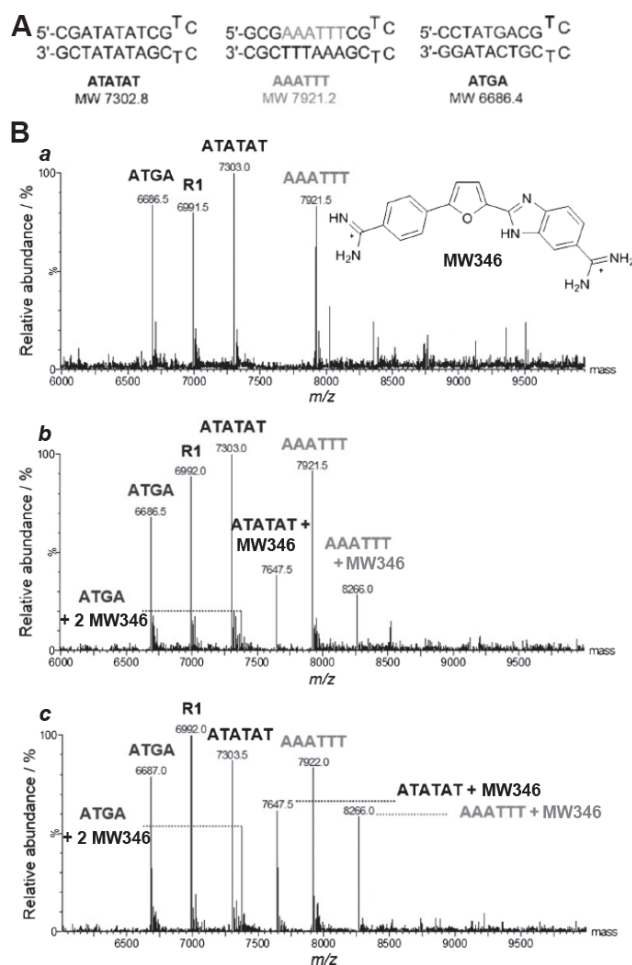 A
5'-CGATATATCG T C
3'-GCTATATAGC T C
ATATAT
MW 7302.8
5'-GCGAAATTTCG T C
3'-CGCTTTAAAGC T C
AAATTT
MW 7921.2
5'-CCTATGACG T C
3'-GGATACTGC T C
ATGA
MW 6686.4
B
a
Relative abundance / %
100
%
0
ATGA
6686.5
R1
6991.5
ATATAT
7303.0
AAATTT
7921.5
HN
H2N
+
O
N
HN
NH2
H2N
+
MW346
6000 6500 7000 7500 8000 8500 9000 9500 mass
m/z
b
Relative abundance / %
100
%
0
ATGA
6686.5
R1
6992.0
ATATAT
7303.0
AAATTT
7921.5
ATATAT +
MW346
7647.5
AAATTT
+ MW346
8266.0
ATGA
+ 2 MW346
6000 6500 7000 7500 8000 8500 9000 9500 mass
m/z
c
Relative abundance / %
100
%
0
ATGA
6687.0
R1
6992.0
ATATAT
7303.5
AAATTT
7922.0
7647.5
ATATAT + MW346
8266.0
AAATTT + MW346
ATGA
+ 2 MW346
6500 7000 7500 8000 8500 9000 9500 mass
m/z